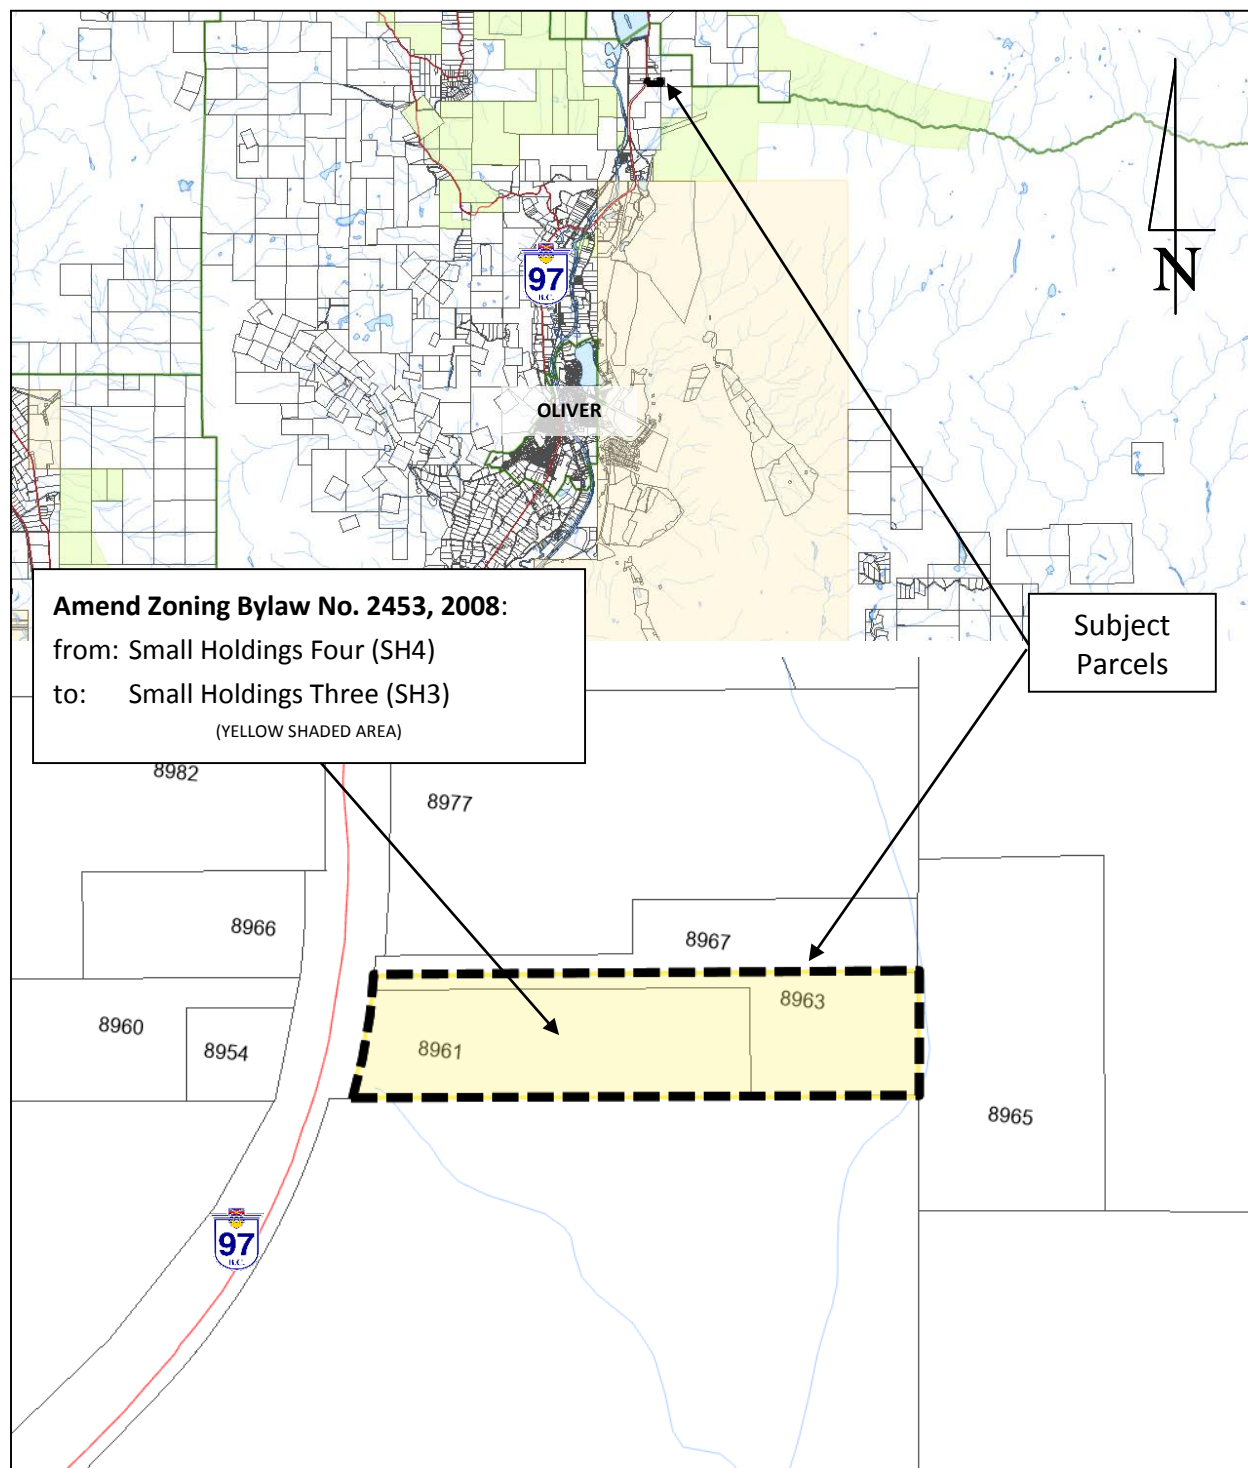 N
97
B.C.
OLIVER
Amend Zoning Bylaw No. 2453, 2008:
from: Small Holdings Four (SH4)
to: Small Holdings Three (SH3)
(YELLOW SHADED AREA)
Subject
Parcels
8982
8977
8966
8967
8963
8960
8954
8961
8965
97
B.C.